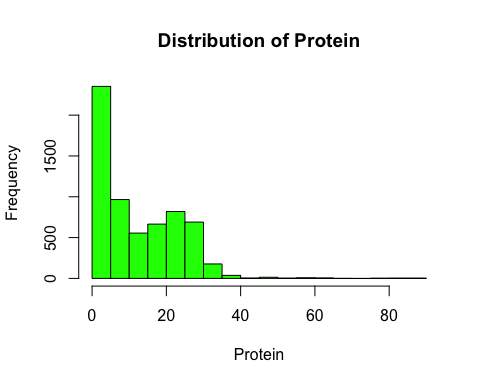 Distribution of Protein
Frequency
1500
500
0
0 20 40 60 80
Protein